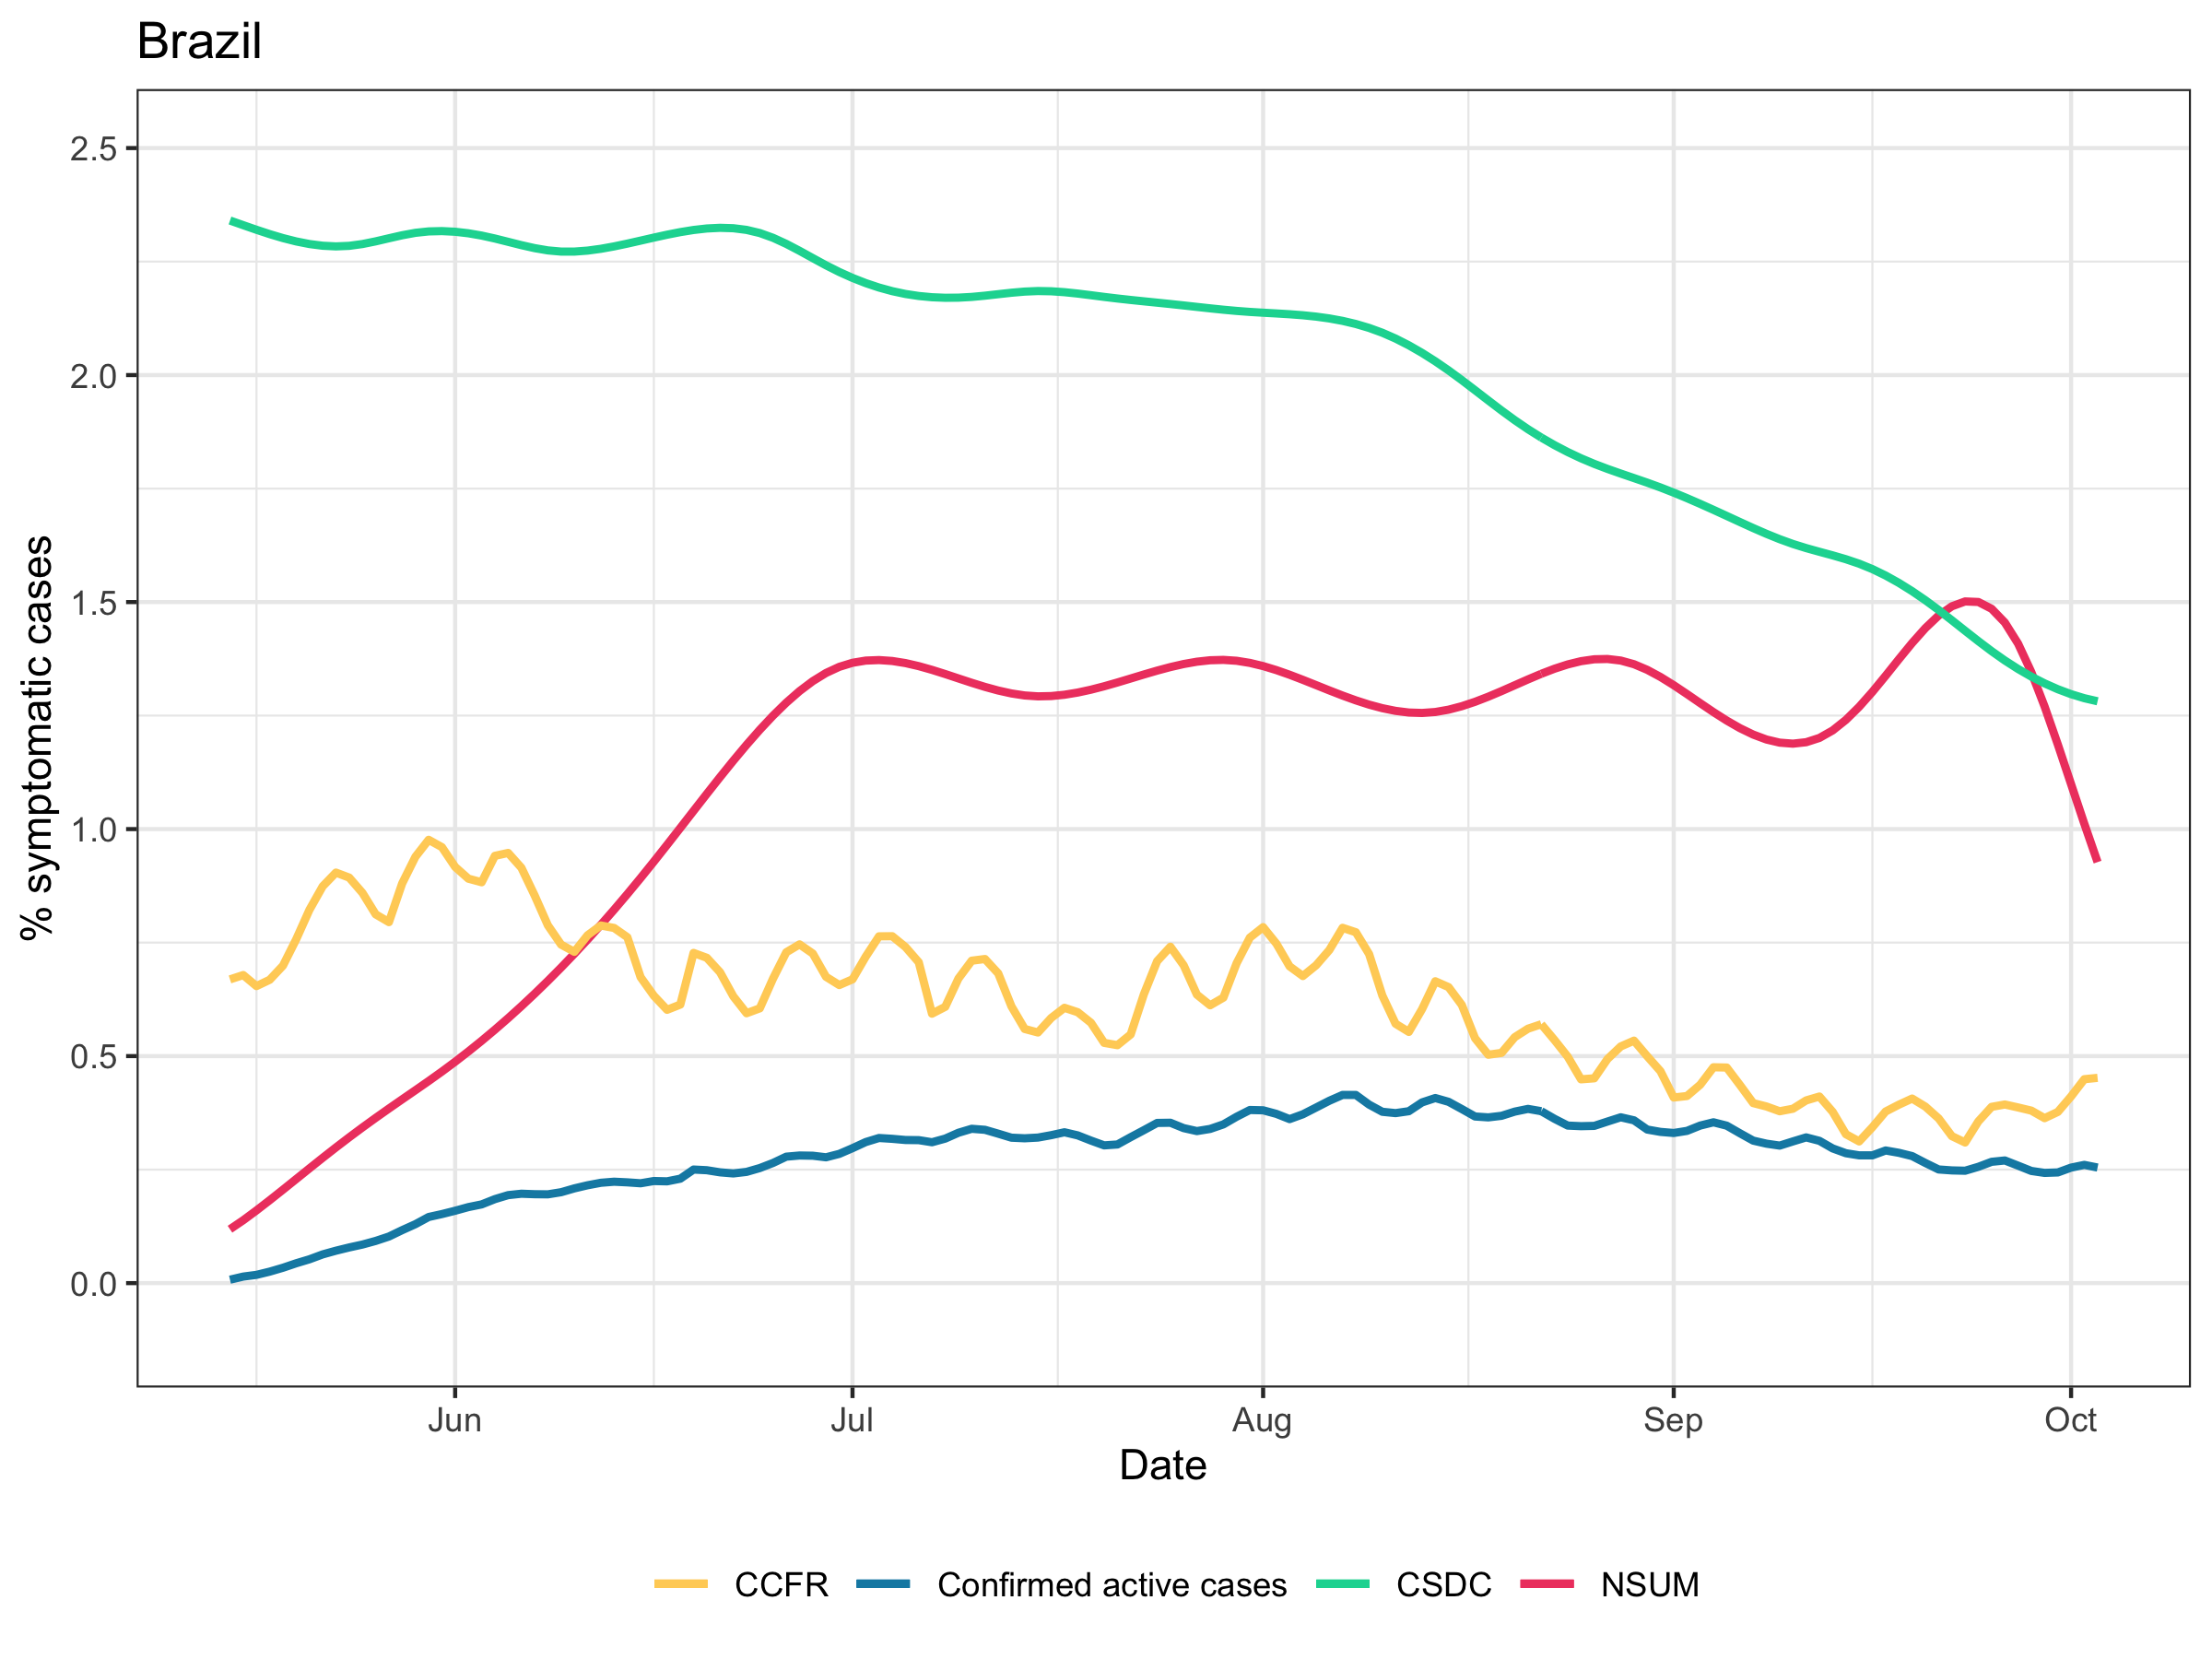 Brazil
% symptomatic cases
2.5
2.0
1.5
1.0
0.5
0.0
Jun Jul Aug Sep Oct
Date
CCFR Confirmed active cases CSDC NSUM